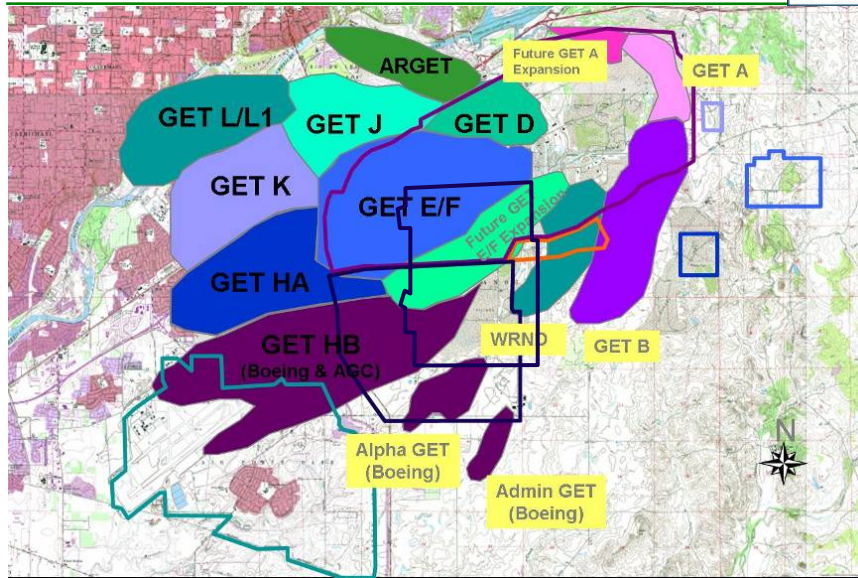 ARGET
Future GET A
Expansion
GET A
GET L/L1
GET J
GET D
GET K
GET E/F
Future GET
E/F Expansion
GET HA
GET HB
(Boeing & AGC)
WRND
GET B
Alpha GET
(Boeing)
Admin GET
(Boeing)
N